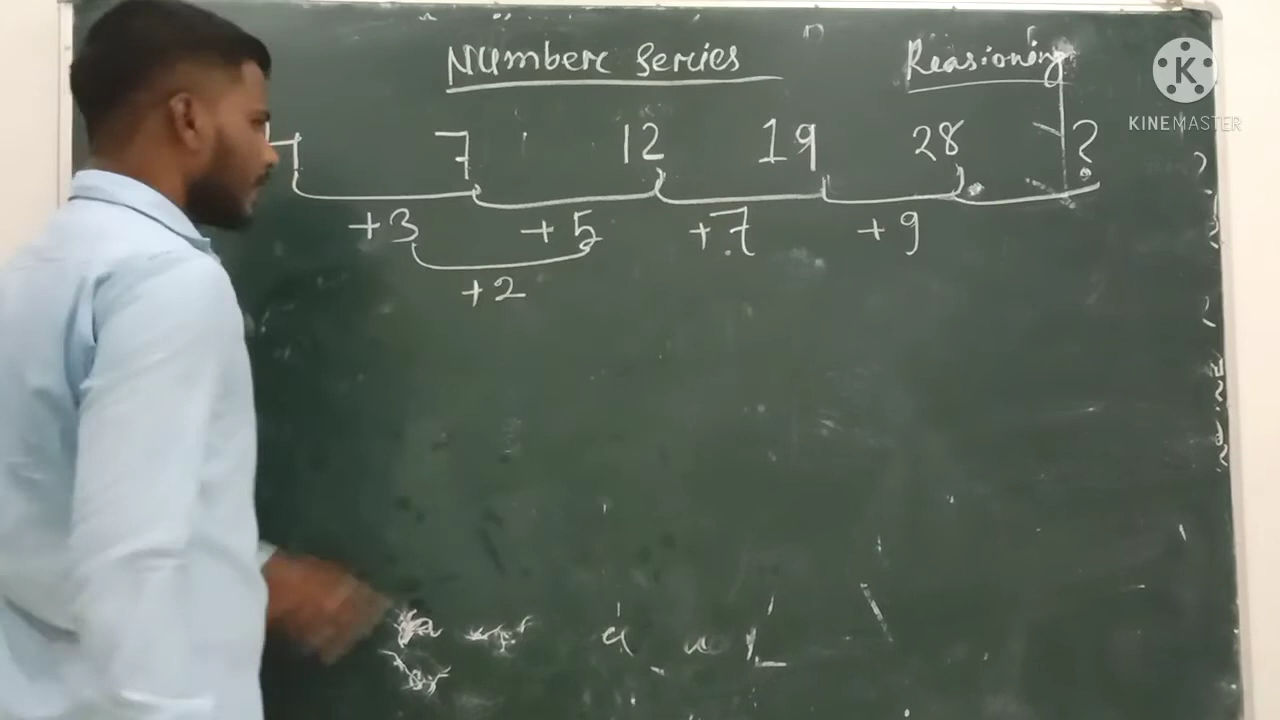 Number Series Reasioning
K
KINEMASTER
4 7 12 19 28 ?
+3 +5 +7 +9
+2